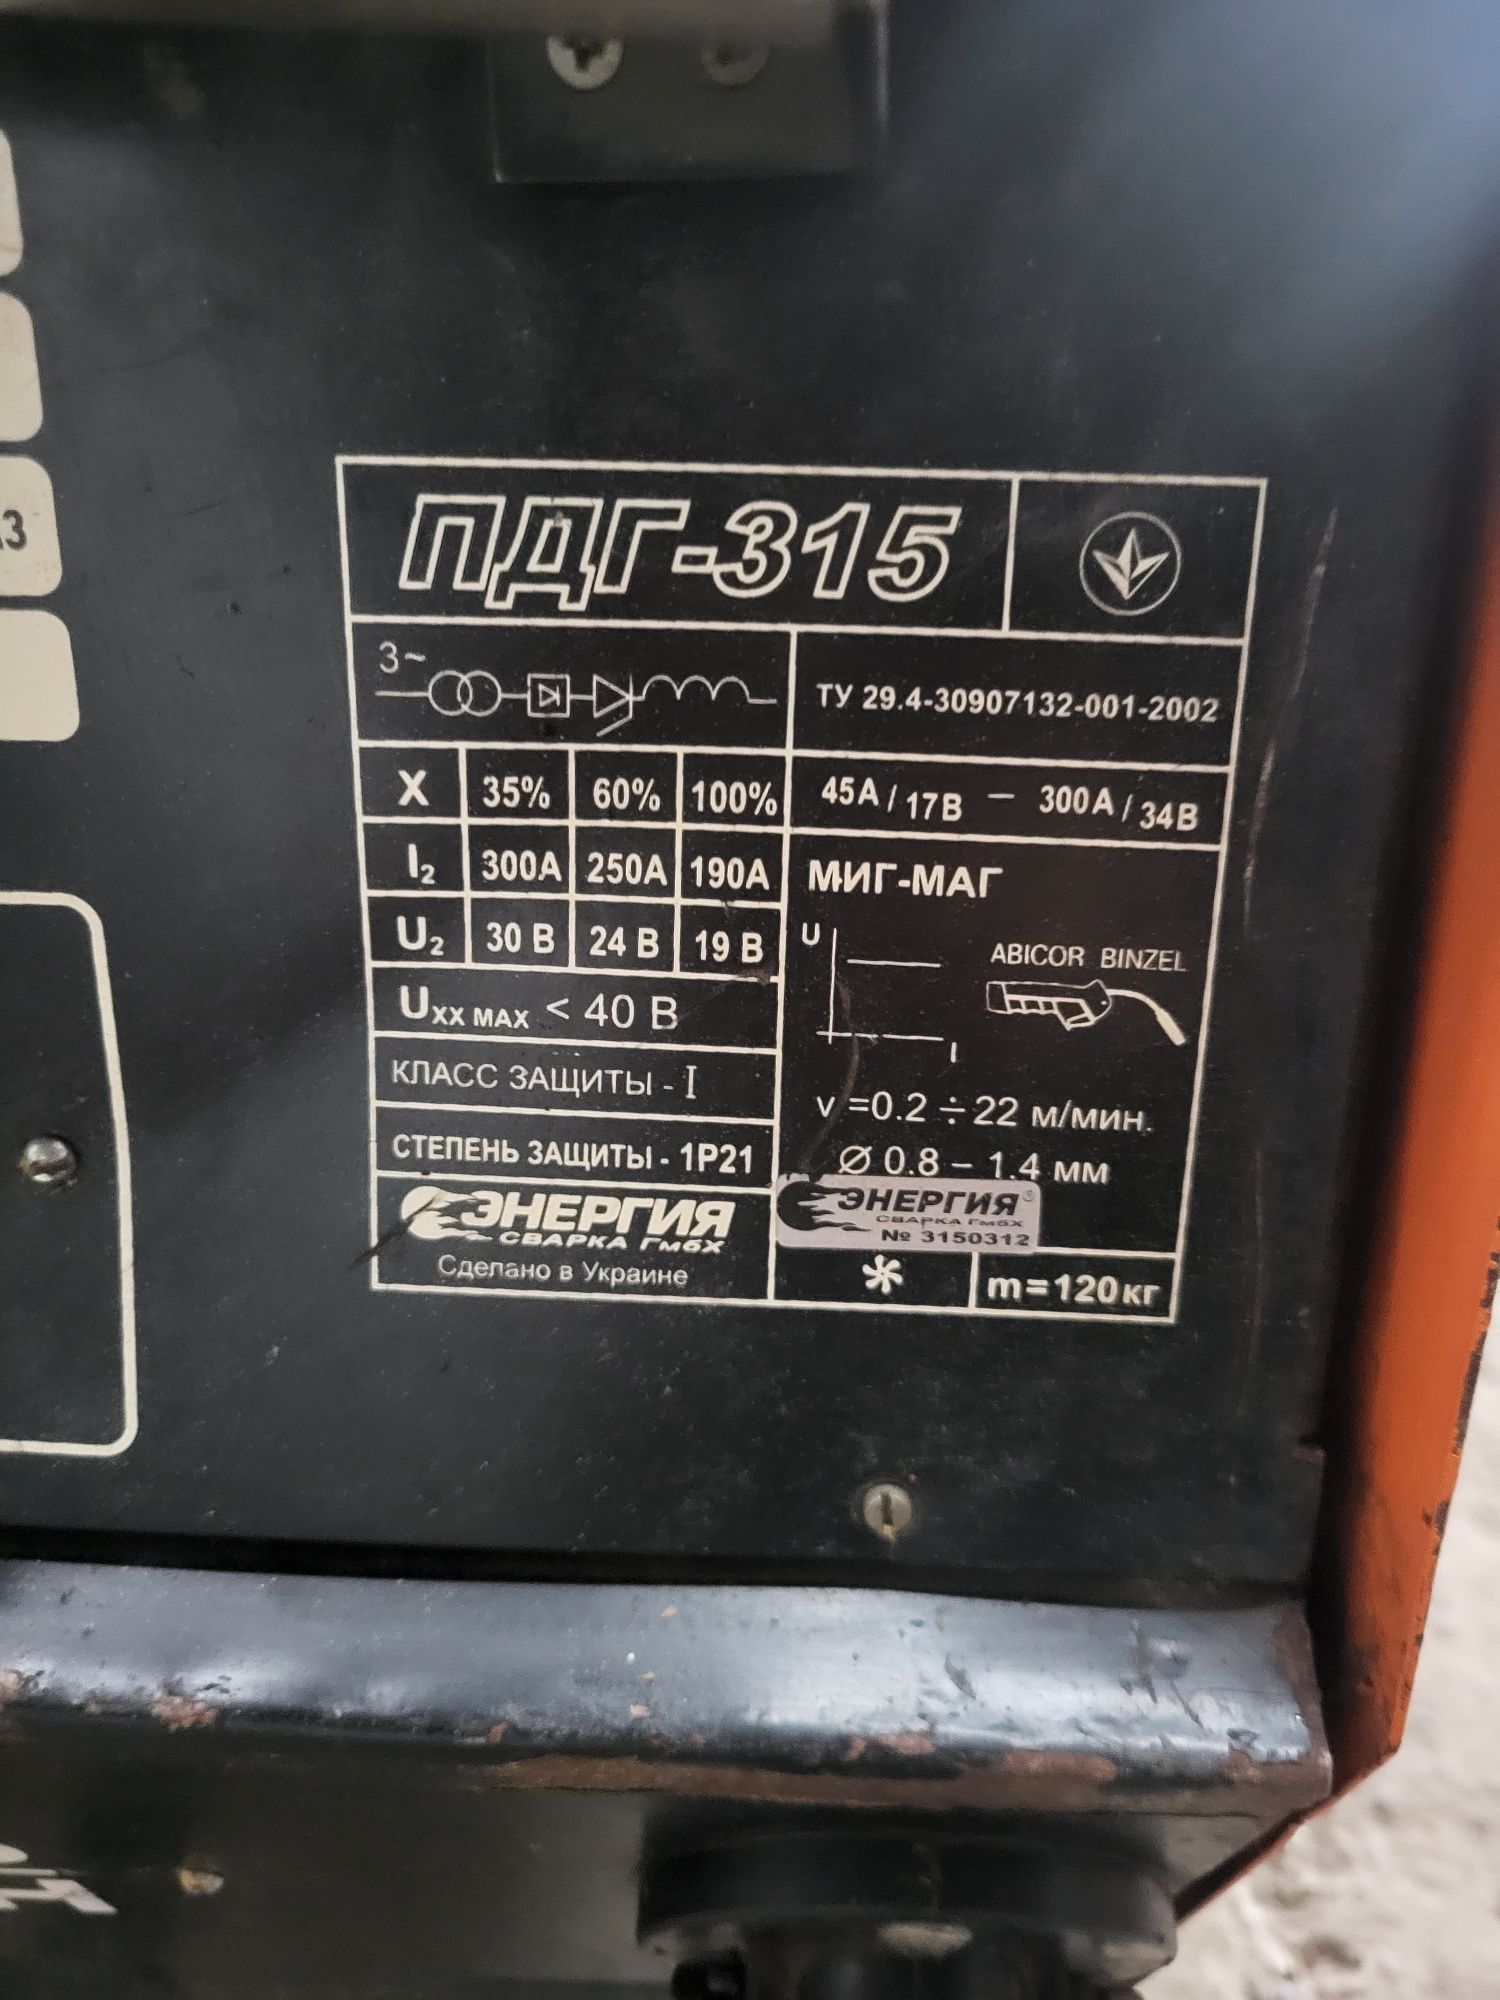 ПДГ-315
3~
ТУ 29.4-30907132-001-2002
X 35% 60% 100%
45А/17В – 300А/34В
I₂ 300А 250А 190А
U₂ 30 В 24 В 19 В
МИГ-МАГ
U
ABICOR BINZEL
I
Uхх мах < 40 В
КЛАСС ЗАЩИТЫ - I
СТЕПЕНЬ ЗАЩИТЫ - 1Р21
v =0.2 ÷ 22 м/мин.
Ø 0.8 – 1.4 мм
ЭНЕРГИЯ
СВАРКА ГмбХ
Сделано в Украине
ЭНЕРГИЯ®
СВАРКА ГмбХ
№ 3150312
m=120кг